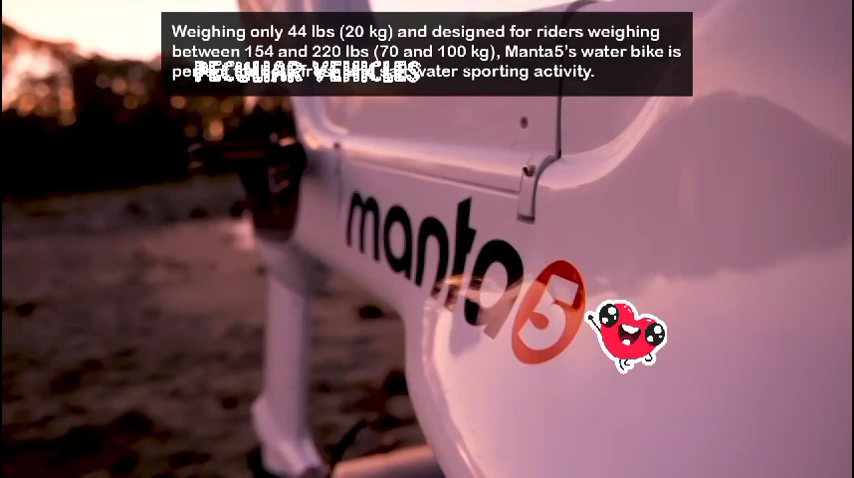 Weighing only 44 lbs (20 kg) and designed for riders weighing
between 154 and 220 lbs (70 and 100 kg), Manta5's water bike is
water sporting activity.
PECULIAR VEHICLES
manta5